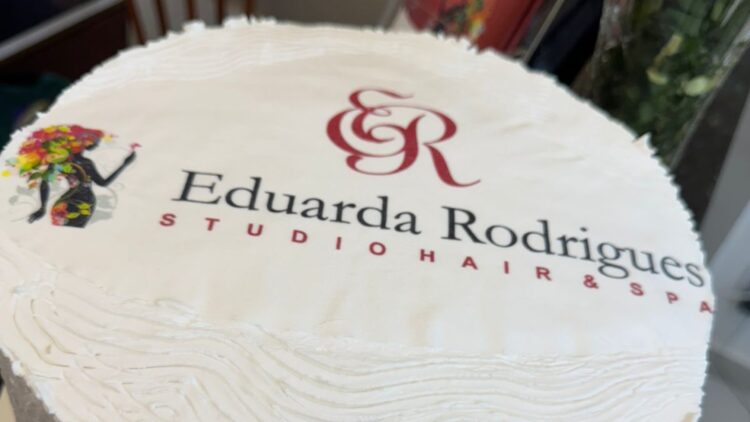 ER
Eduarda Rodrigues
STUDIO HAIR & SPA